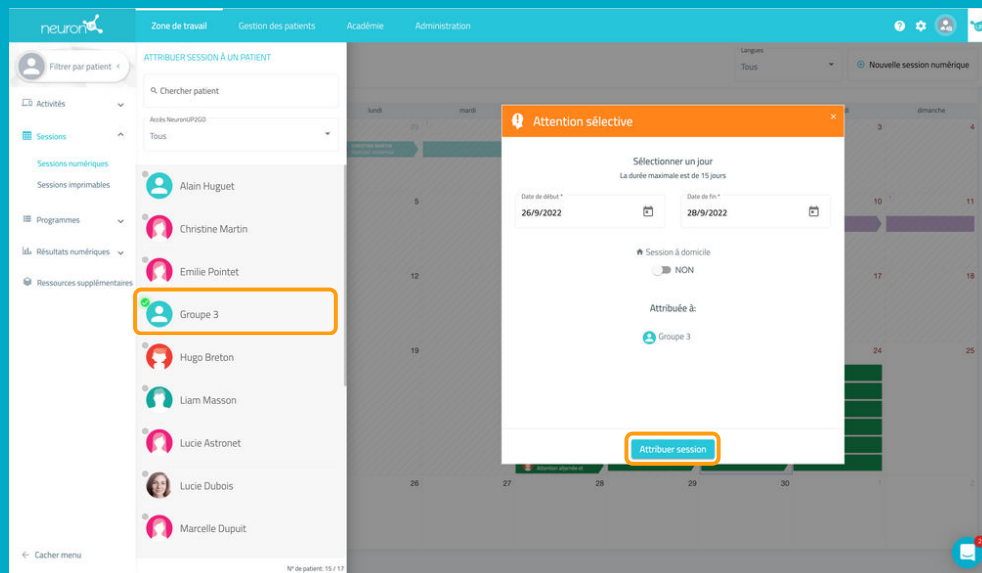 neuron
Zone de travail
Gestion des patients
Académie
Administration
Filtrer par patient
Activités
Sessions
Sessions numériques
Sessions imprimables
Programmes
Résultats numériques
Ressources supplémentaires
Cacher menu
ATTRIBUER SESSION À UN PATIENT
Chercher patient
Accès NeuronUP2GO
Tous
Alain Huguet
Christine Martin
Emilie Pointet
Groupe 3
Hugo Breton
Liam Masson
Lucie Astronet
Lucie Dubois
Marcelle Dupuit
Nº de patient: 15 / 17
Langues
Tous
Nouvelle session numérique
lundi
mardi
dimanche
3
4
CHRISTINE MARTIN
5
10
11
12
17
18
19
24
25
Attention sélective
×
Sélectionner un jour
La durée maximale est de 15 jours
Date de début *
26/9/2022
Date de fin *
28/9/2022
Session à domicile
NON
Attribuée à:
Groupe 3
Attribuer session
26
27
28
29
30
1
2